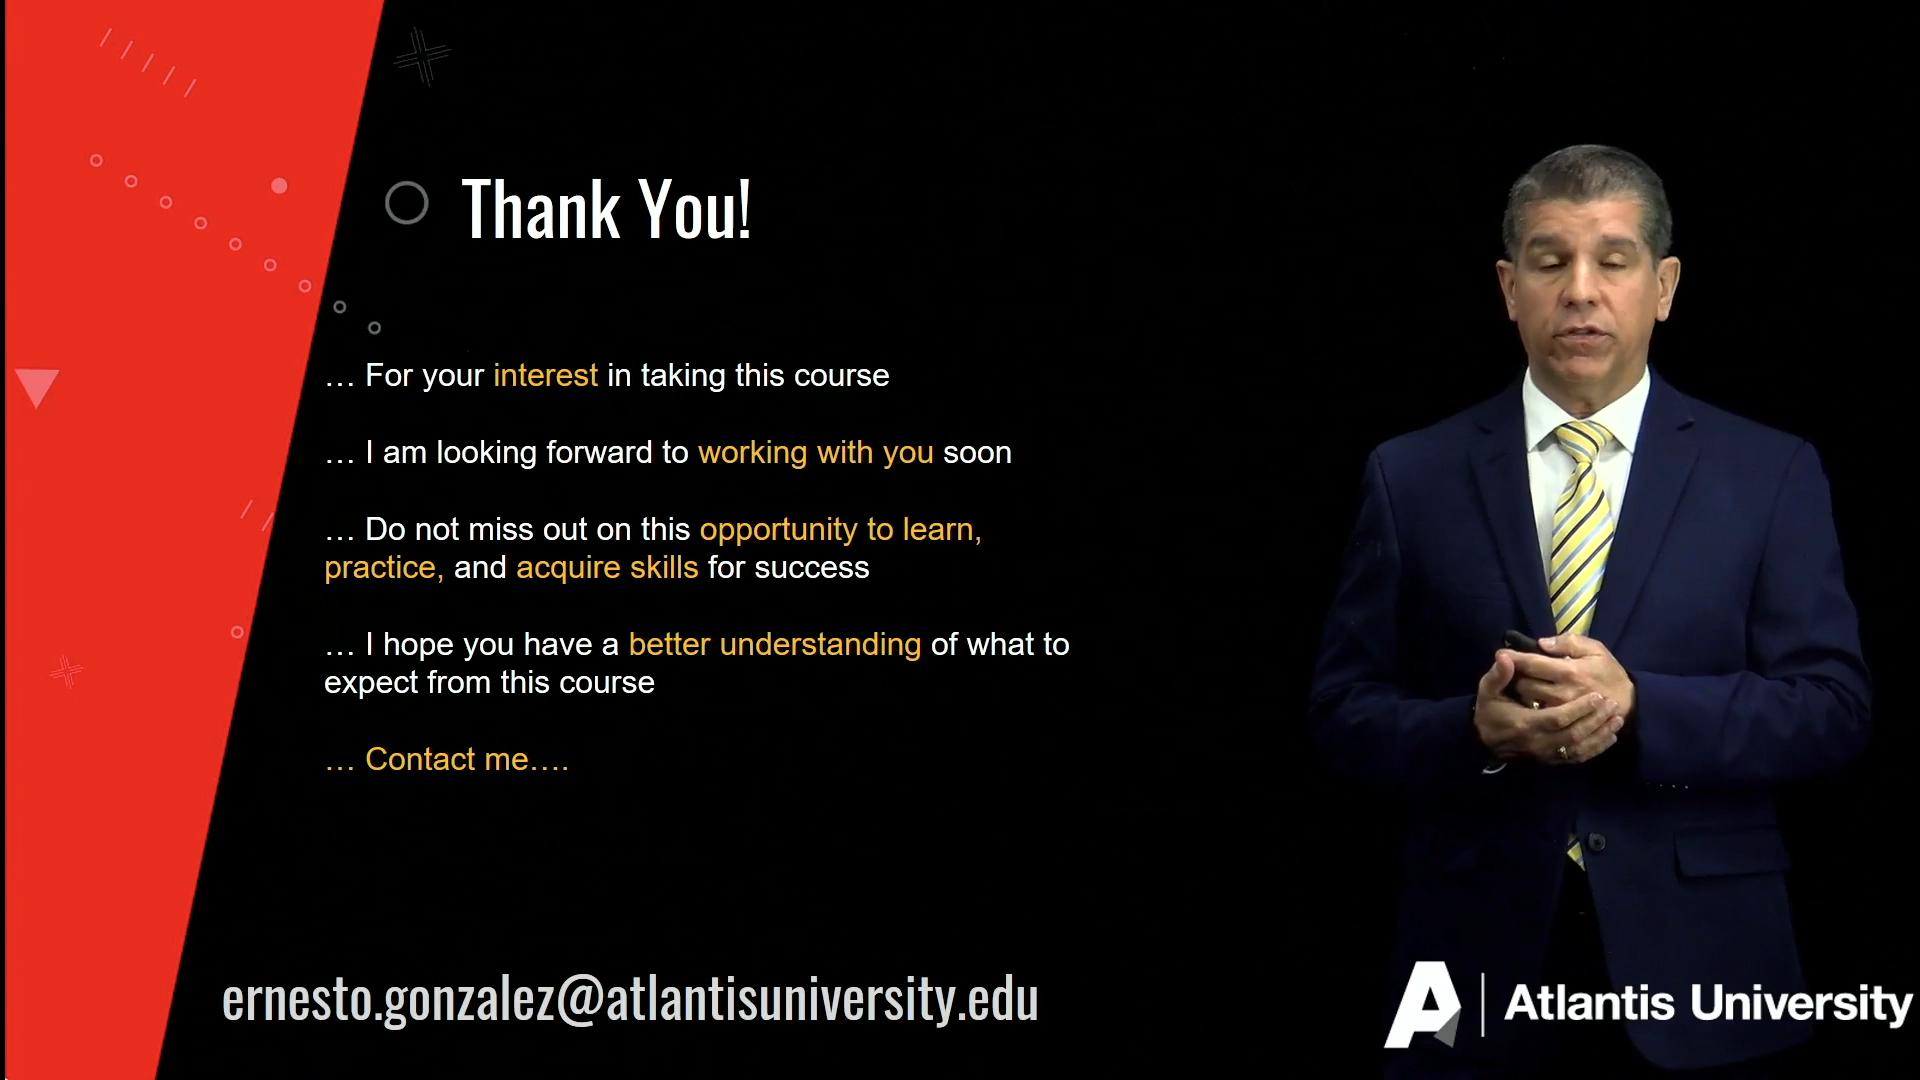 Thank You!
… For your interest in taking this course
… I am looking forward to working with you soon
… Do not miss out on this opportunity to learn,
practice, and acquire skills for success
… I hope you have a better understanding of what to
expect from this course
… Contact me….
ernesto.gonzalez@atlantisuniversity.edu
Atlantis University